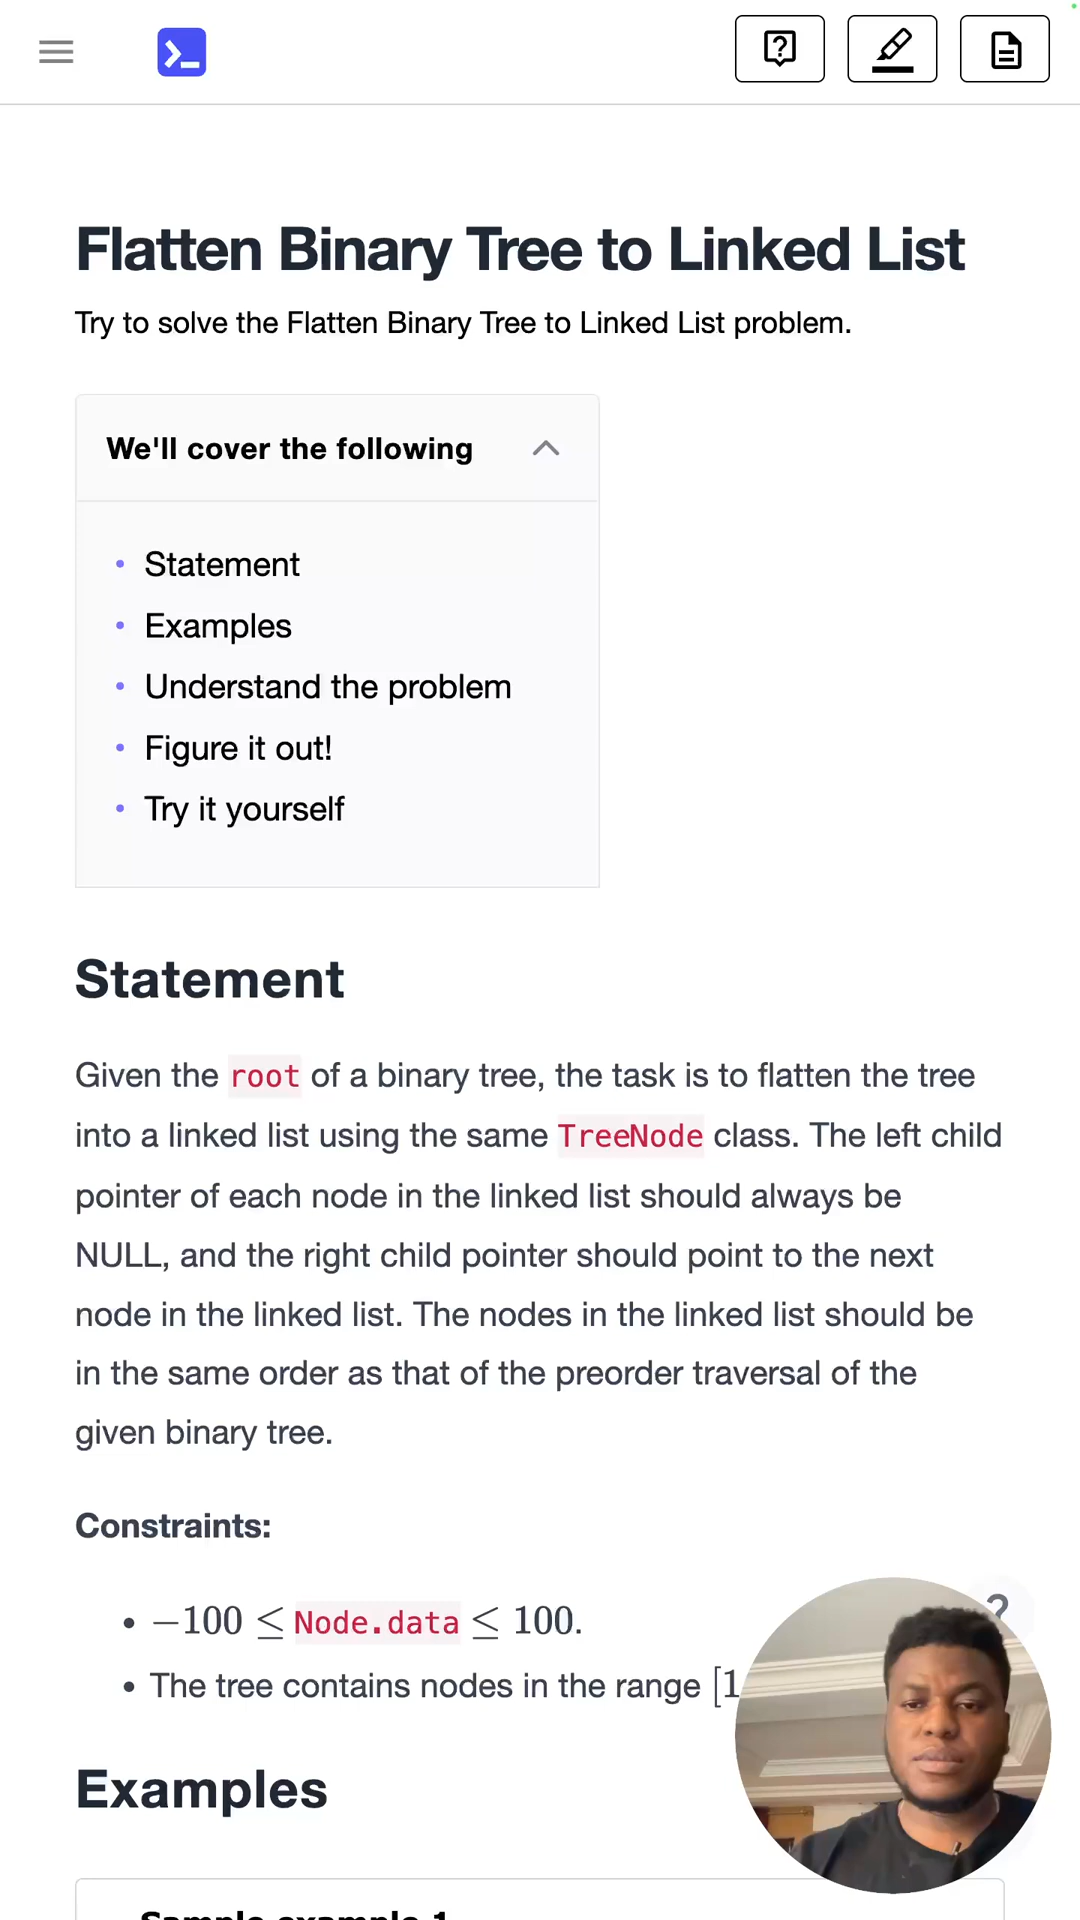 Flatten Binary Tree to Linked List
Try to solve the Flatten Binary Tree to Linked List problem.
We'll cover the following
• Statement
• Examples
• Understand the problem
• Figure it out!
• Try it yourself
Statement
Given the root of a binary tree, the task is to flatten the tree
into a linked list using the same TreeNode class. The left child
pointer of each node in the linked list should always be
NULL, and the right child pointer should point to the next
node in the linked list. The nodes in the linked list should be
in the same order as that of the preorder traversal of the
given binary tree.
Constraints:
• −100 ≤ Node.data ≤ 100.
?
• The tree contains nodes in the range [1
Examples
Sample example 1